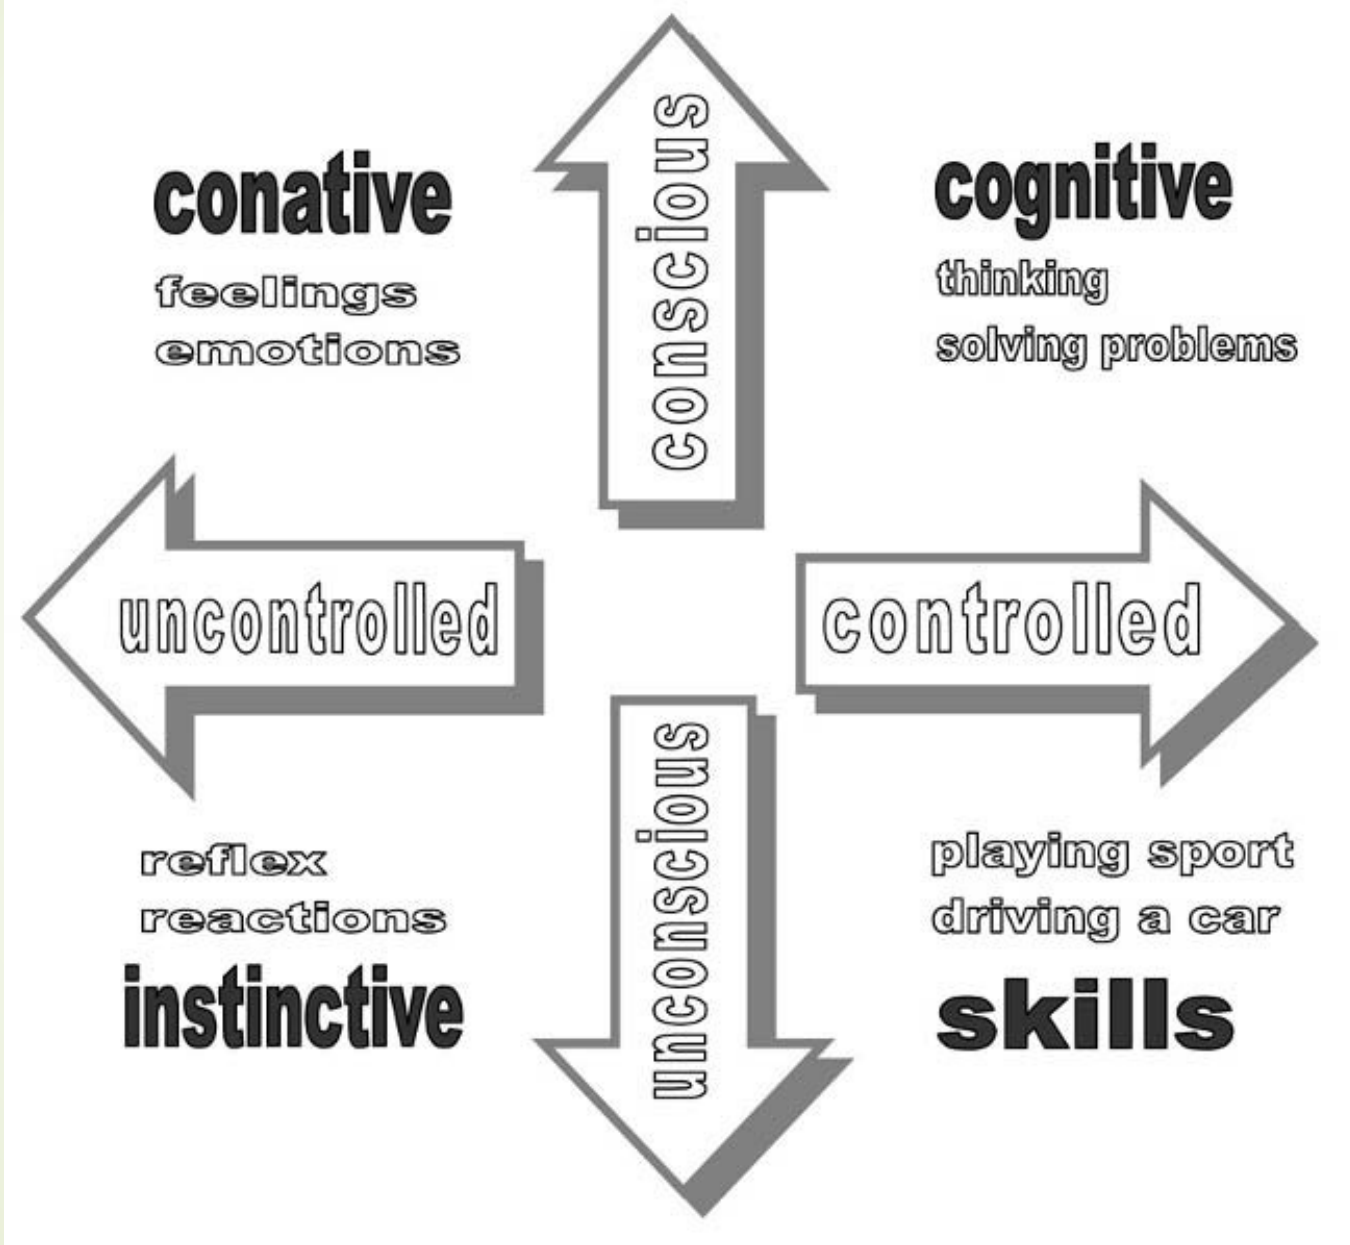 conscious
conative
feelings
emotions
cognitive
thinking
solving problems
uncontrolled
controlled
unconscious
reflex
reactions
instinctive
playing sport
driving a car
skills